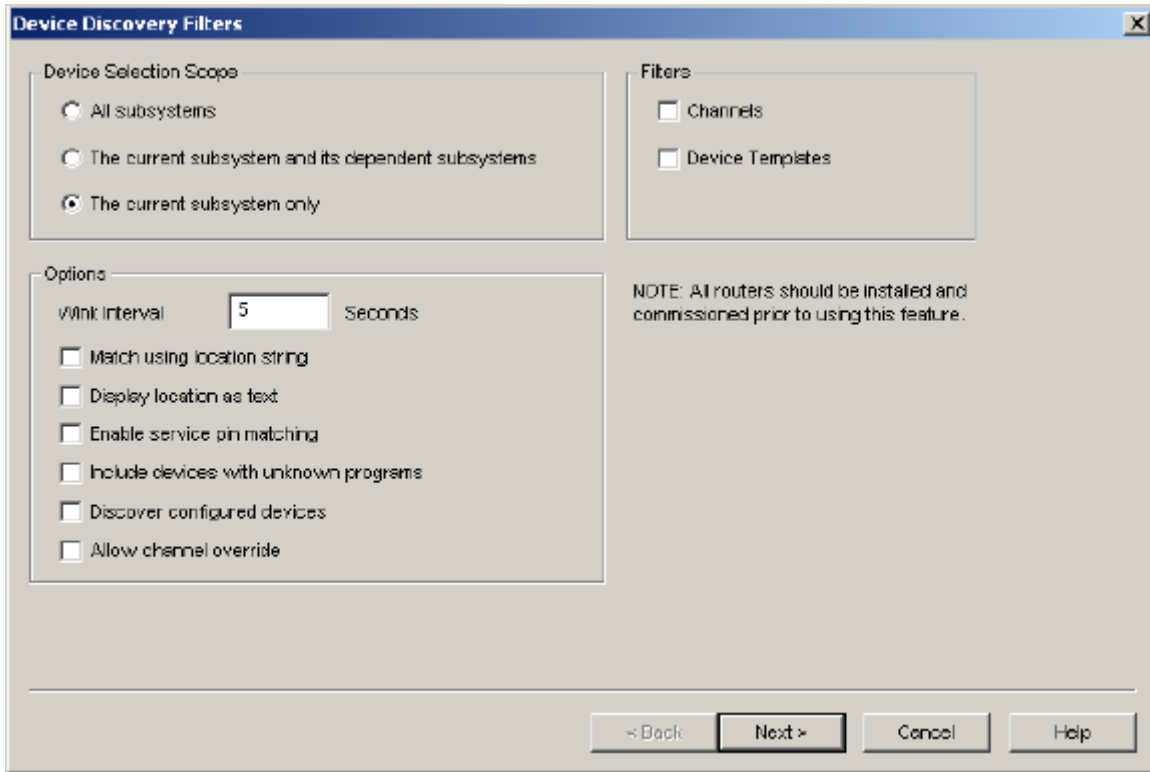 Device Discovery Filters
Device Selection Scope
All subsystems
The current subsystem and its dependent subsystems
The current subsystem only
Filters
Channels
Device Templates
Options
Wink Interval 5 Seconds
Match using location string
Display location as text
Enable service pin matching
Include devices with unknown programs
Discover configured devices
Allow channel override
NOTE: All routers should be installed and
commissioned prior to using this feature.
< Back Next > Cancel Help